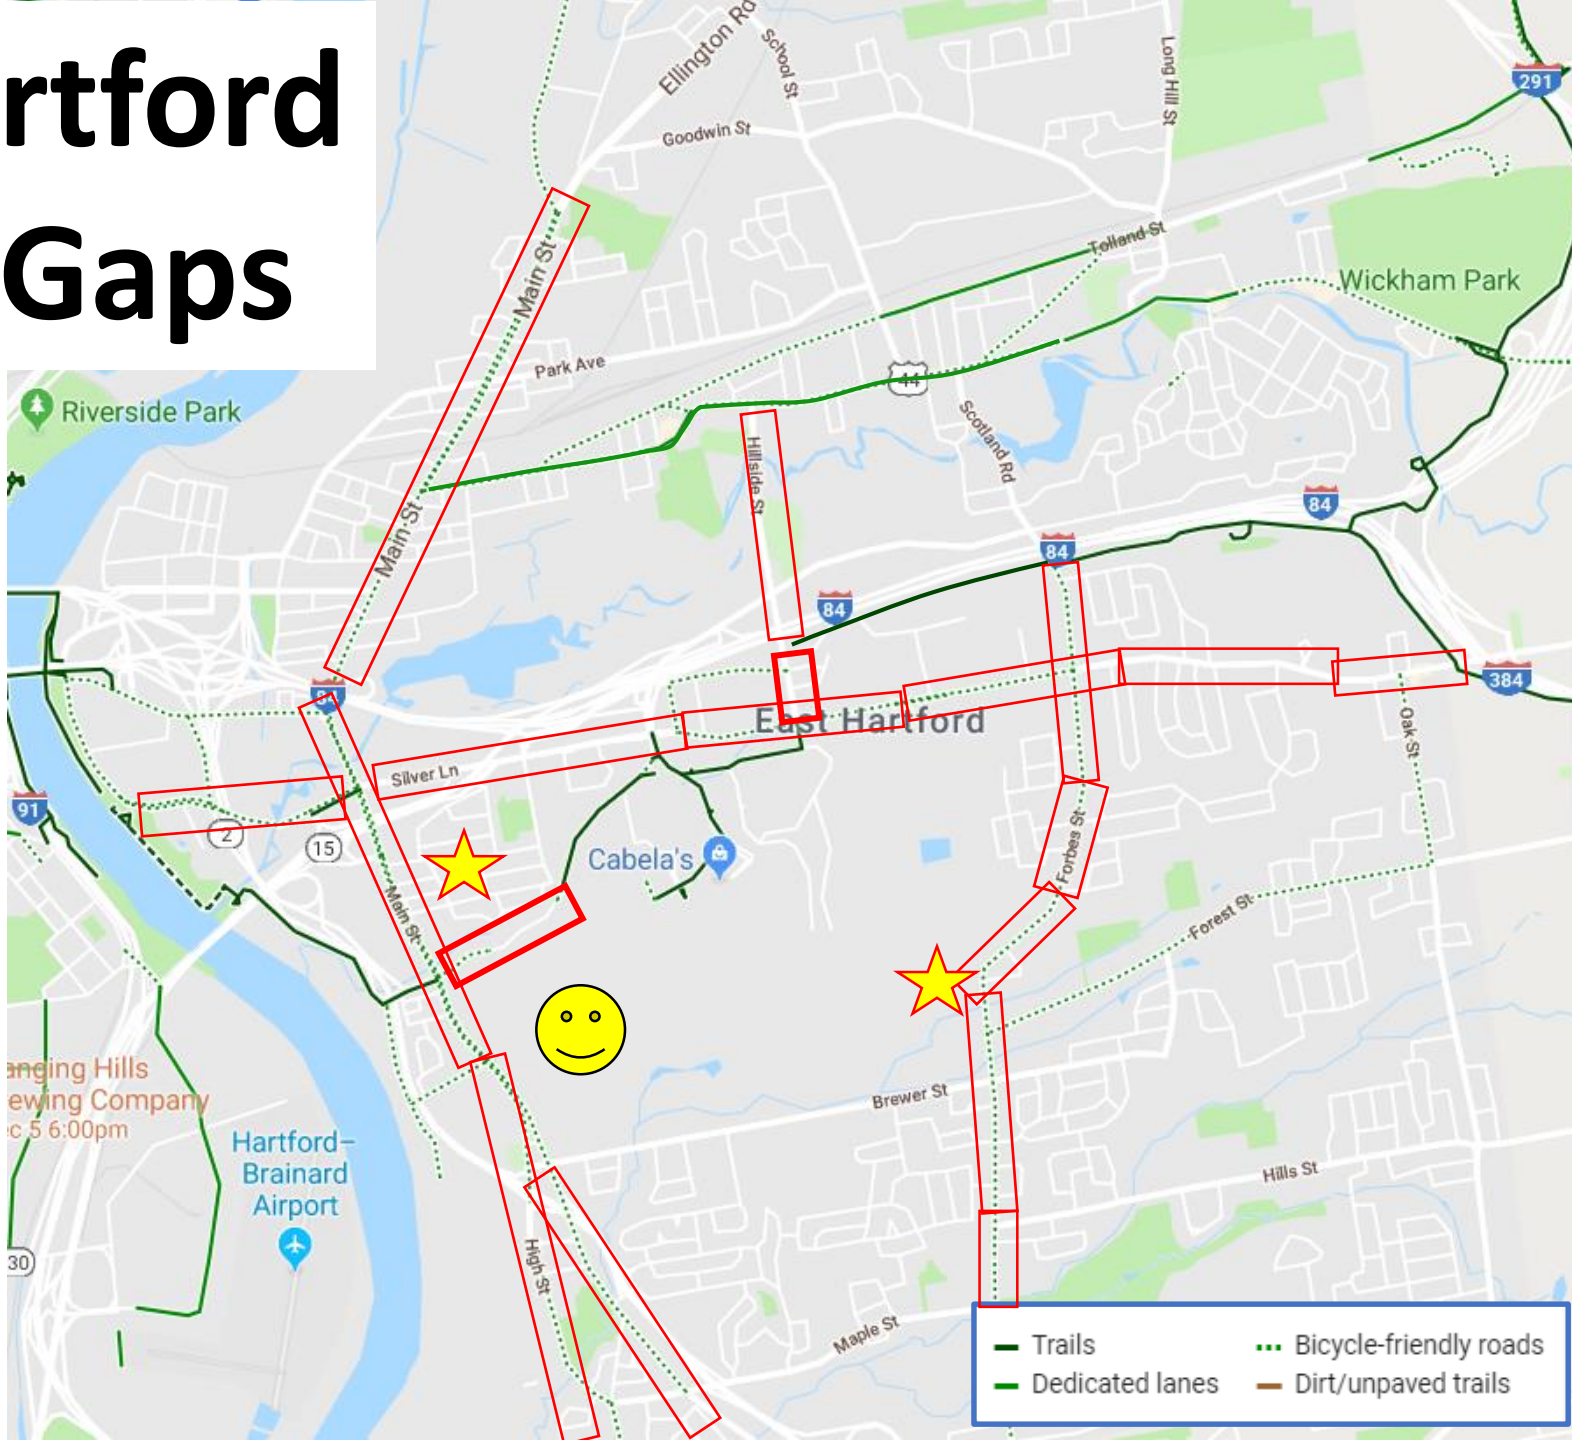 rtford
Gaps
Ellington Rd
School St
Long Hill St
291
Goodwin St
Tolland St
Wickham Park
Main St
Park Ave
44
Riverside Park
Scotland Rd
Hillside St
84
Main St
84
84
84
384
East Hartford
Oak St
Silver Ln
91
2
15
Cabela's
Forbes St
Main St
Forest St
anging Hills
ewing Company
ec 5 6:00pm
Brewer St
Hartford–
Brainard
Airport
Hills St
30
High St
Maple St
Trails
Bicycle-friendly roads
Dedicated lanes
Dirt/unpaved trails